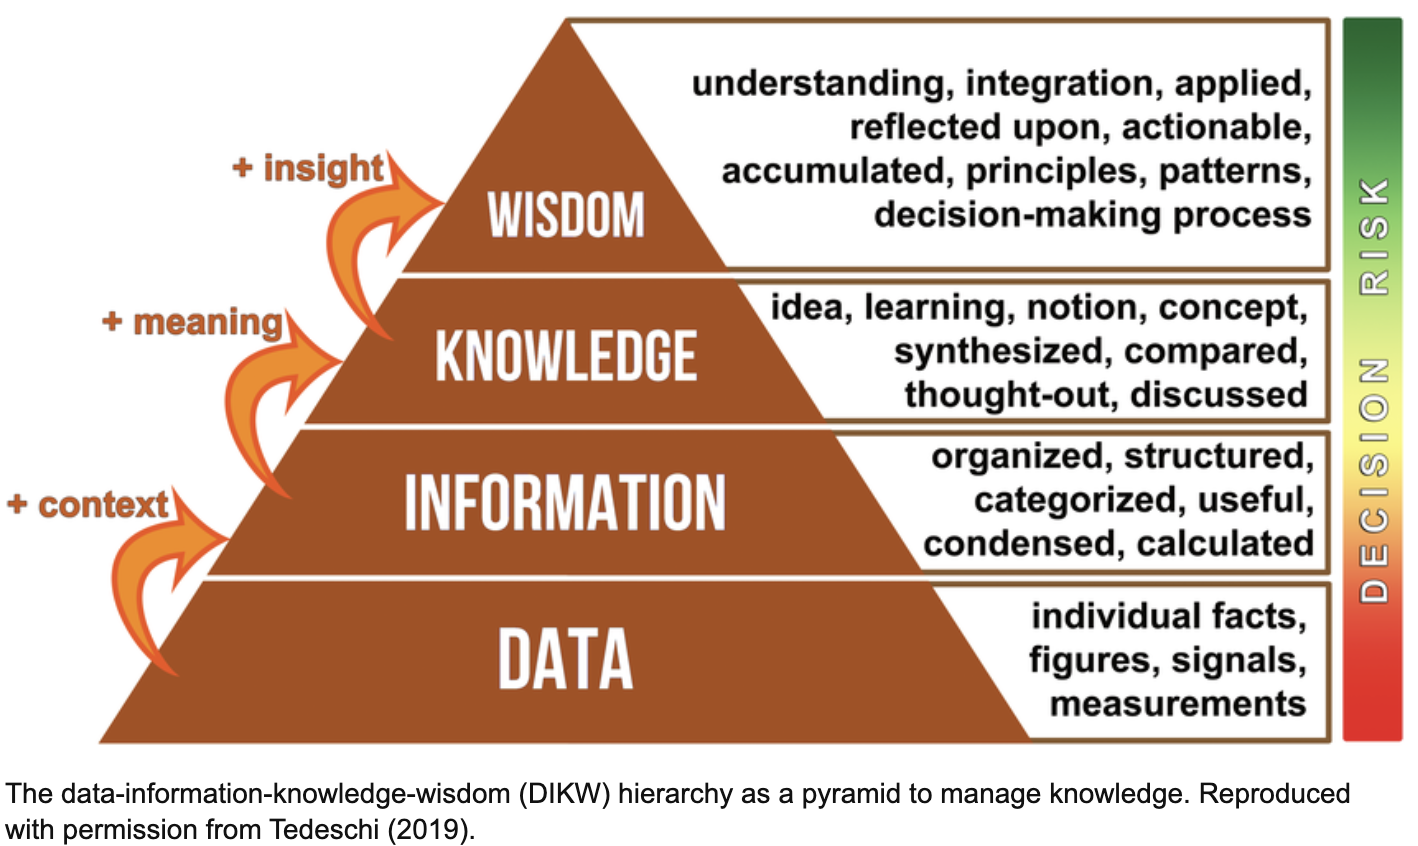 understanding, integration, applied,
reflected upon, actionable,
accumulated, principles, patterns,
decision-making process
+ insight
WISDOM
idea, learning, notion, concept,
synthesized, compared,
thought-out, discussed
+ meaning
KNOWLEDGE
organized, structured,
categorized, useful,
condensed, calculated
+ context
INFORMATION
individual facts,
figures, signals,
measurements
DATA
DECISION RISK
The data-information-knowledge-wisdom (DIKW) hierarchy as a pyramid to manage knowledge. Reproduced
with permission from Tedeschi (2019).